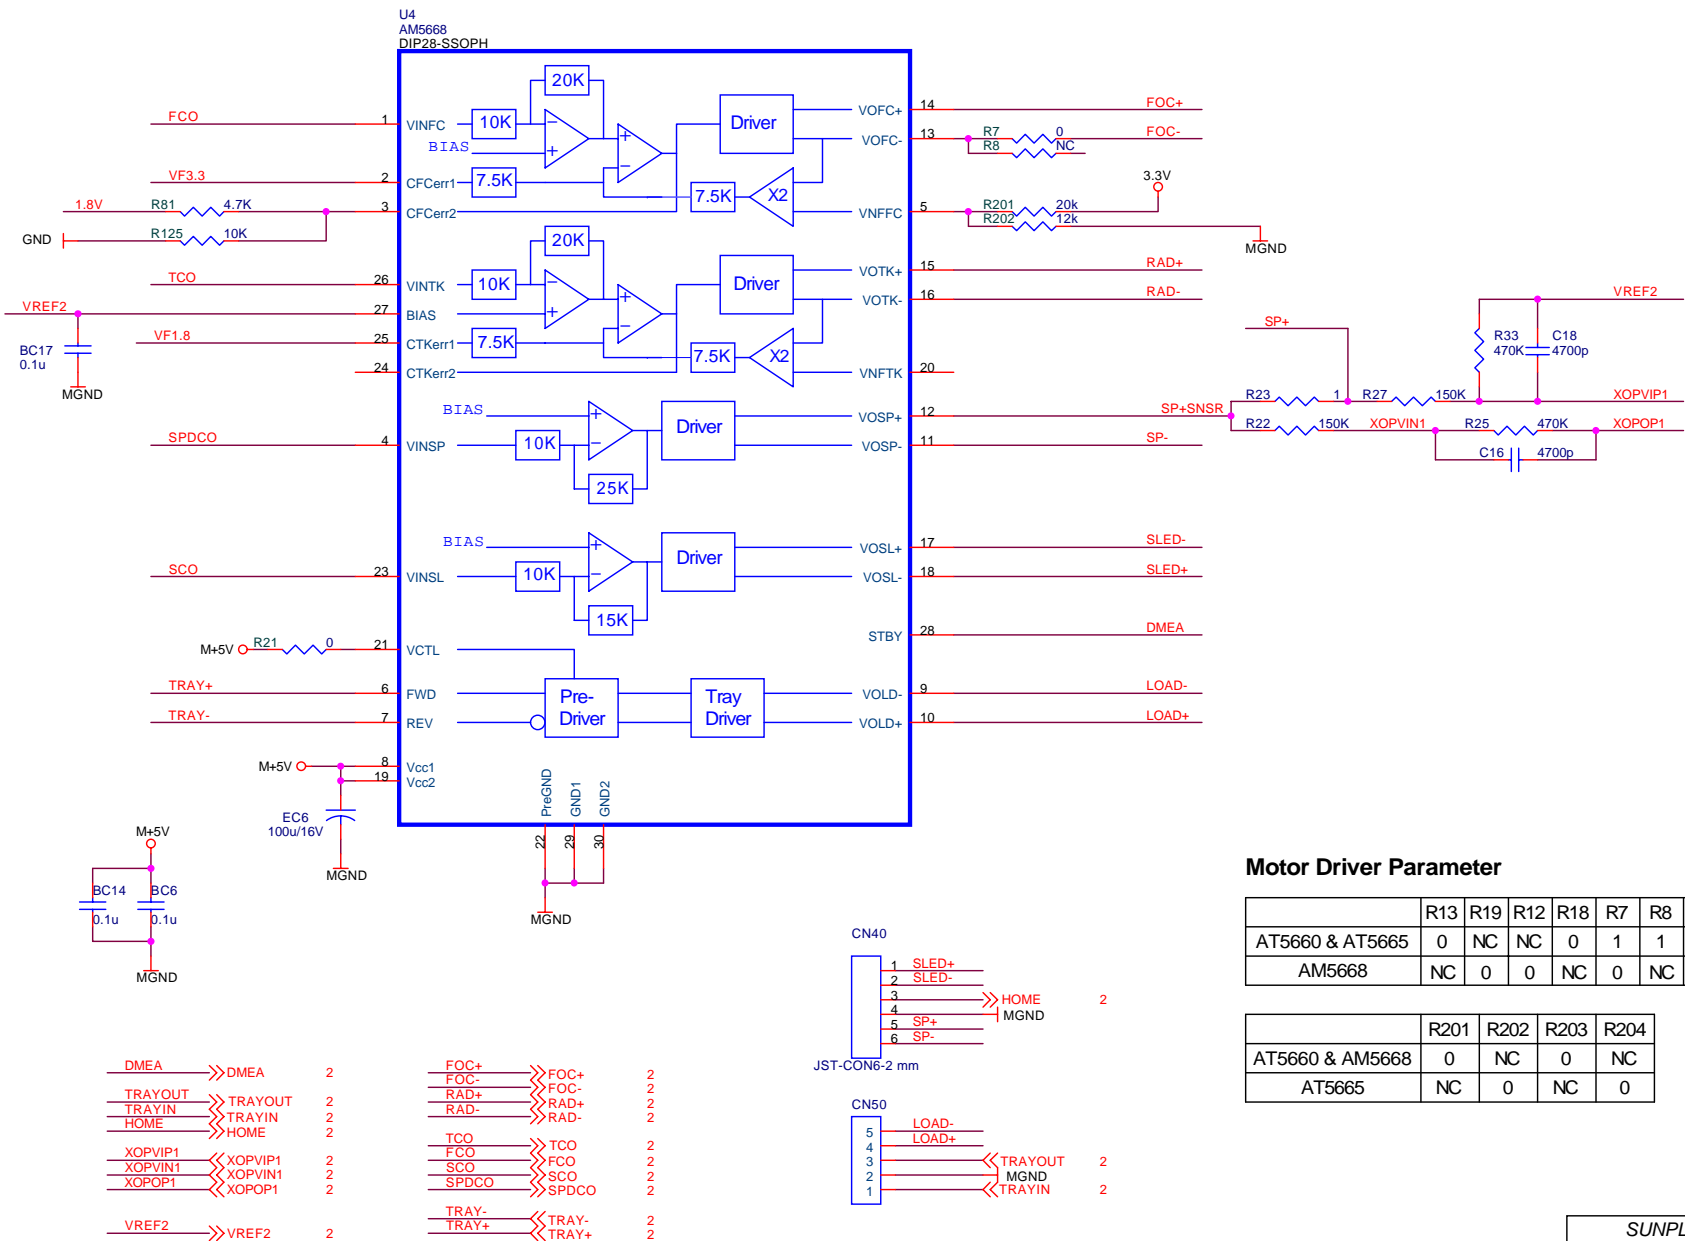 U4
AM5668
DIP28-SSOPH
FCO 1 VINFC 10K 20K Driver VOFC+ 14 FOC+
BIAS VOFC- 13 R7 0 FOC-
R8 NC
VF3.3 2 CFCerr1 7.5K 7.5K X2 3.3V
1.8V R81 4.7K 3 CFCerr2 VNFFC 5 R201 20k
R202 12k
GND R125 10K MGND
TCO 26 VINTK 10K 20K Driver VOTK+ 15 RAD+
VREF2 27 BIAS VOTK- 16 RAD-
BC17
0.1u
MGND
VF1.8 25 CTKerr1 7.5K 7.5K X2
24 CTKerr2 VNFTK 20
VREF2
SP+
R33
470K
C18
4700p
BIAS Driver VOSP+ 12 SP+SNSR R23 1 R27 150K XOPVIP1
SPDCO 4 VINSP 10K VOSP- 11 SP- R22 150K XOPVIN1 R25 470K XOPOP1
25K C16 4700p
BIAS Driver VOSL+ 17 SLED-
SCO 23 VINSL 10K VOSL- 18 SLED+
15K
STBY 28 DMEA
M+5V R21 0 21 VCTL
TRAY+ 6 FWD Pre-
Driver Tray
Driver VOLD- 9 LOAD-
TRAY- 7 REV VOLD+ 10 LOAD+
M+5V 8 Vcc1
19 Vcc2
EC6
100u/16V
MGND
PreGND GND1 GND2
22 29 30
MGND
M+5V
BC14 BC6
0.1u 0.1u
MGND
Motor Driver Parameter
R13 R19 R12 R18 R7 R8
AT5660 & AT5665 0 NC NC 0 1 1
AM5668 NC 0 0 NC 0 NC
R201 R202 R203 R204
AT5660 & AM5668 0 NC 0 NC
AT5665 NC 0 NC 0
CN40
1 SLED+
2 SLED-
3 HOME 2
4 MGND
5 SP+
6 SP-
JST-CON6-2 mm
CN50
5 LOAD-
4 LOAD+
3 TRAYOUT 2
2 MGND
1 TRAYIN 2
DMEA DMEA 2
TRAYOUT TRAYOUT 2
TRAYIN TRAYIN 2
HOME HOME 2
XOPVIP1 XOPVIP1 2
XOPVIN1 XOPVIN1 2
XOPOP1 XOPOP1 2
VREF2 VREF2 2
FOC+ FOC+ 2
FOC- FOC- 2
RAD+ RAD+ 2
RAD- RAD- 2
TCO TCO 2
FCO FCO 2
SCO SCO 2
SPDCO SPDCO 2
TRAY- TRAY- 2
TRAY+ TRAY+ 2
SUNPL